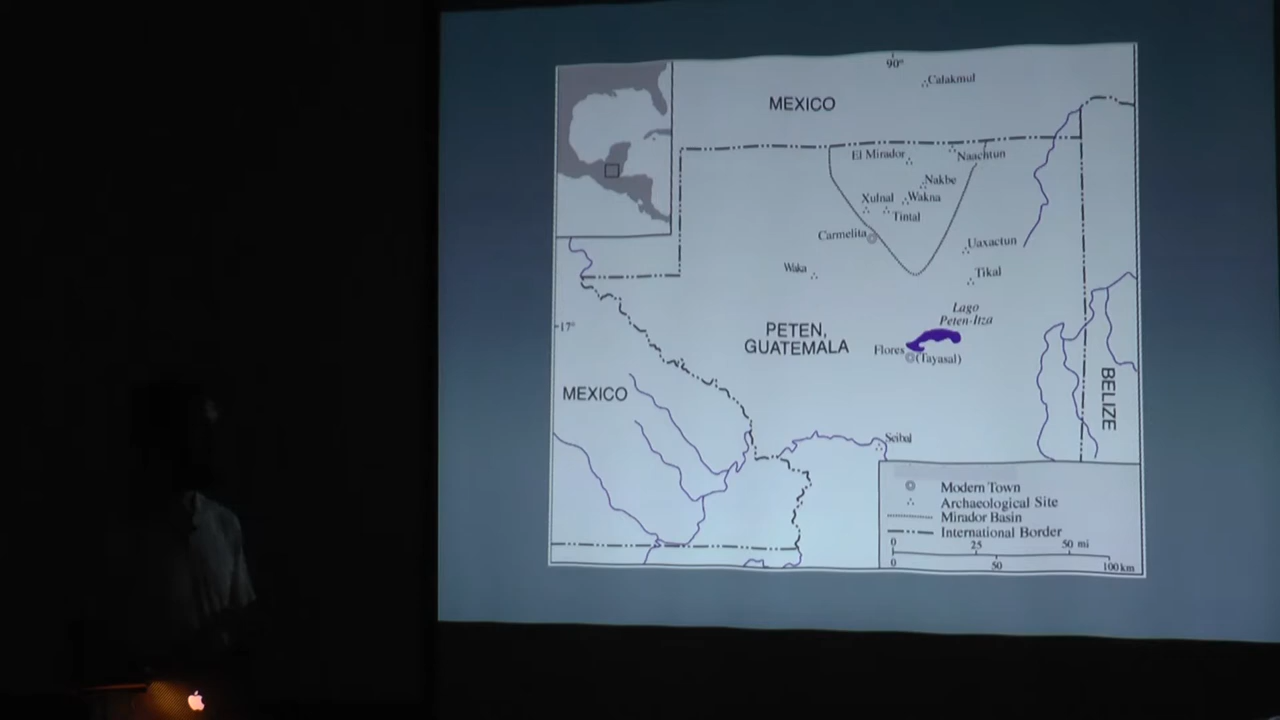 90°
Calakmul
MEXICO
El Mirador
Naachtun
Nakbe
Xulnal
Wakna
Tintal
Carmelita
Uaxactun
Waka
Tikal
Lago
Peten-Itza
17°
PETEN,
GUATEMALA
Flores
(Tayasal)
MEXICO
BELIZE
Seibal
Modern Town
Archaeological Site
Mirador Basin
International Border
0 25 50 mi
0 50 100 km